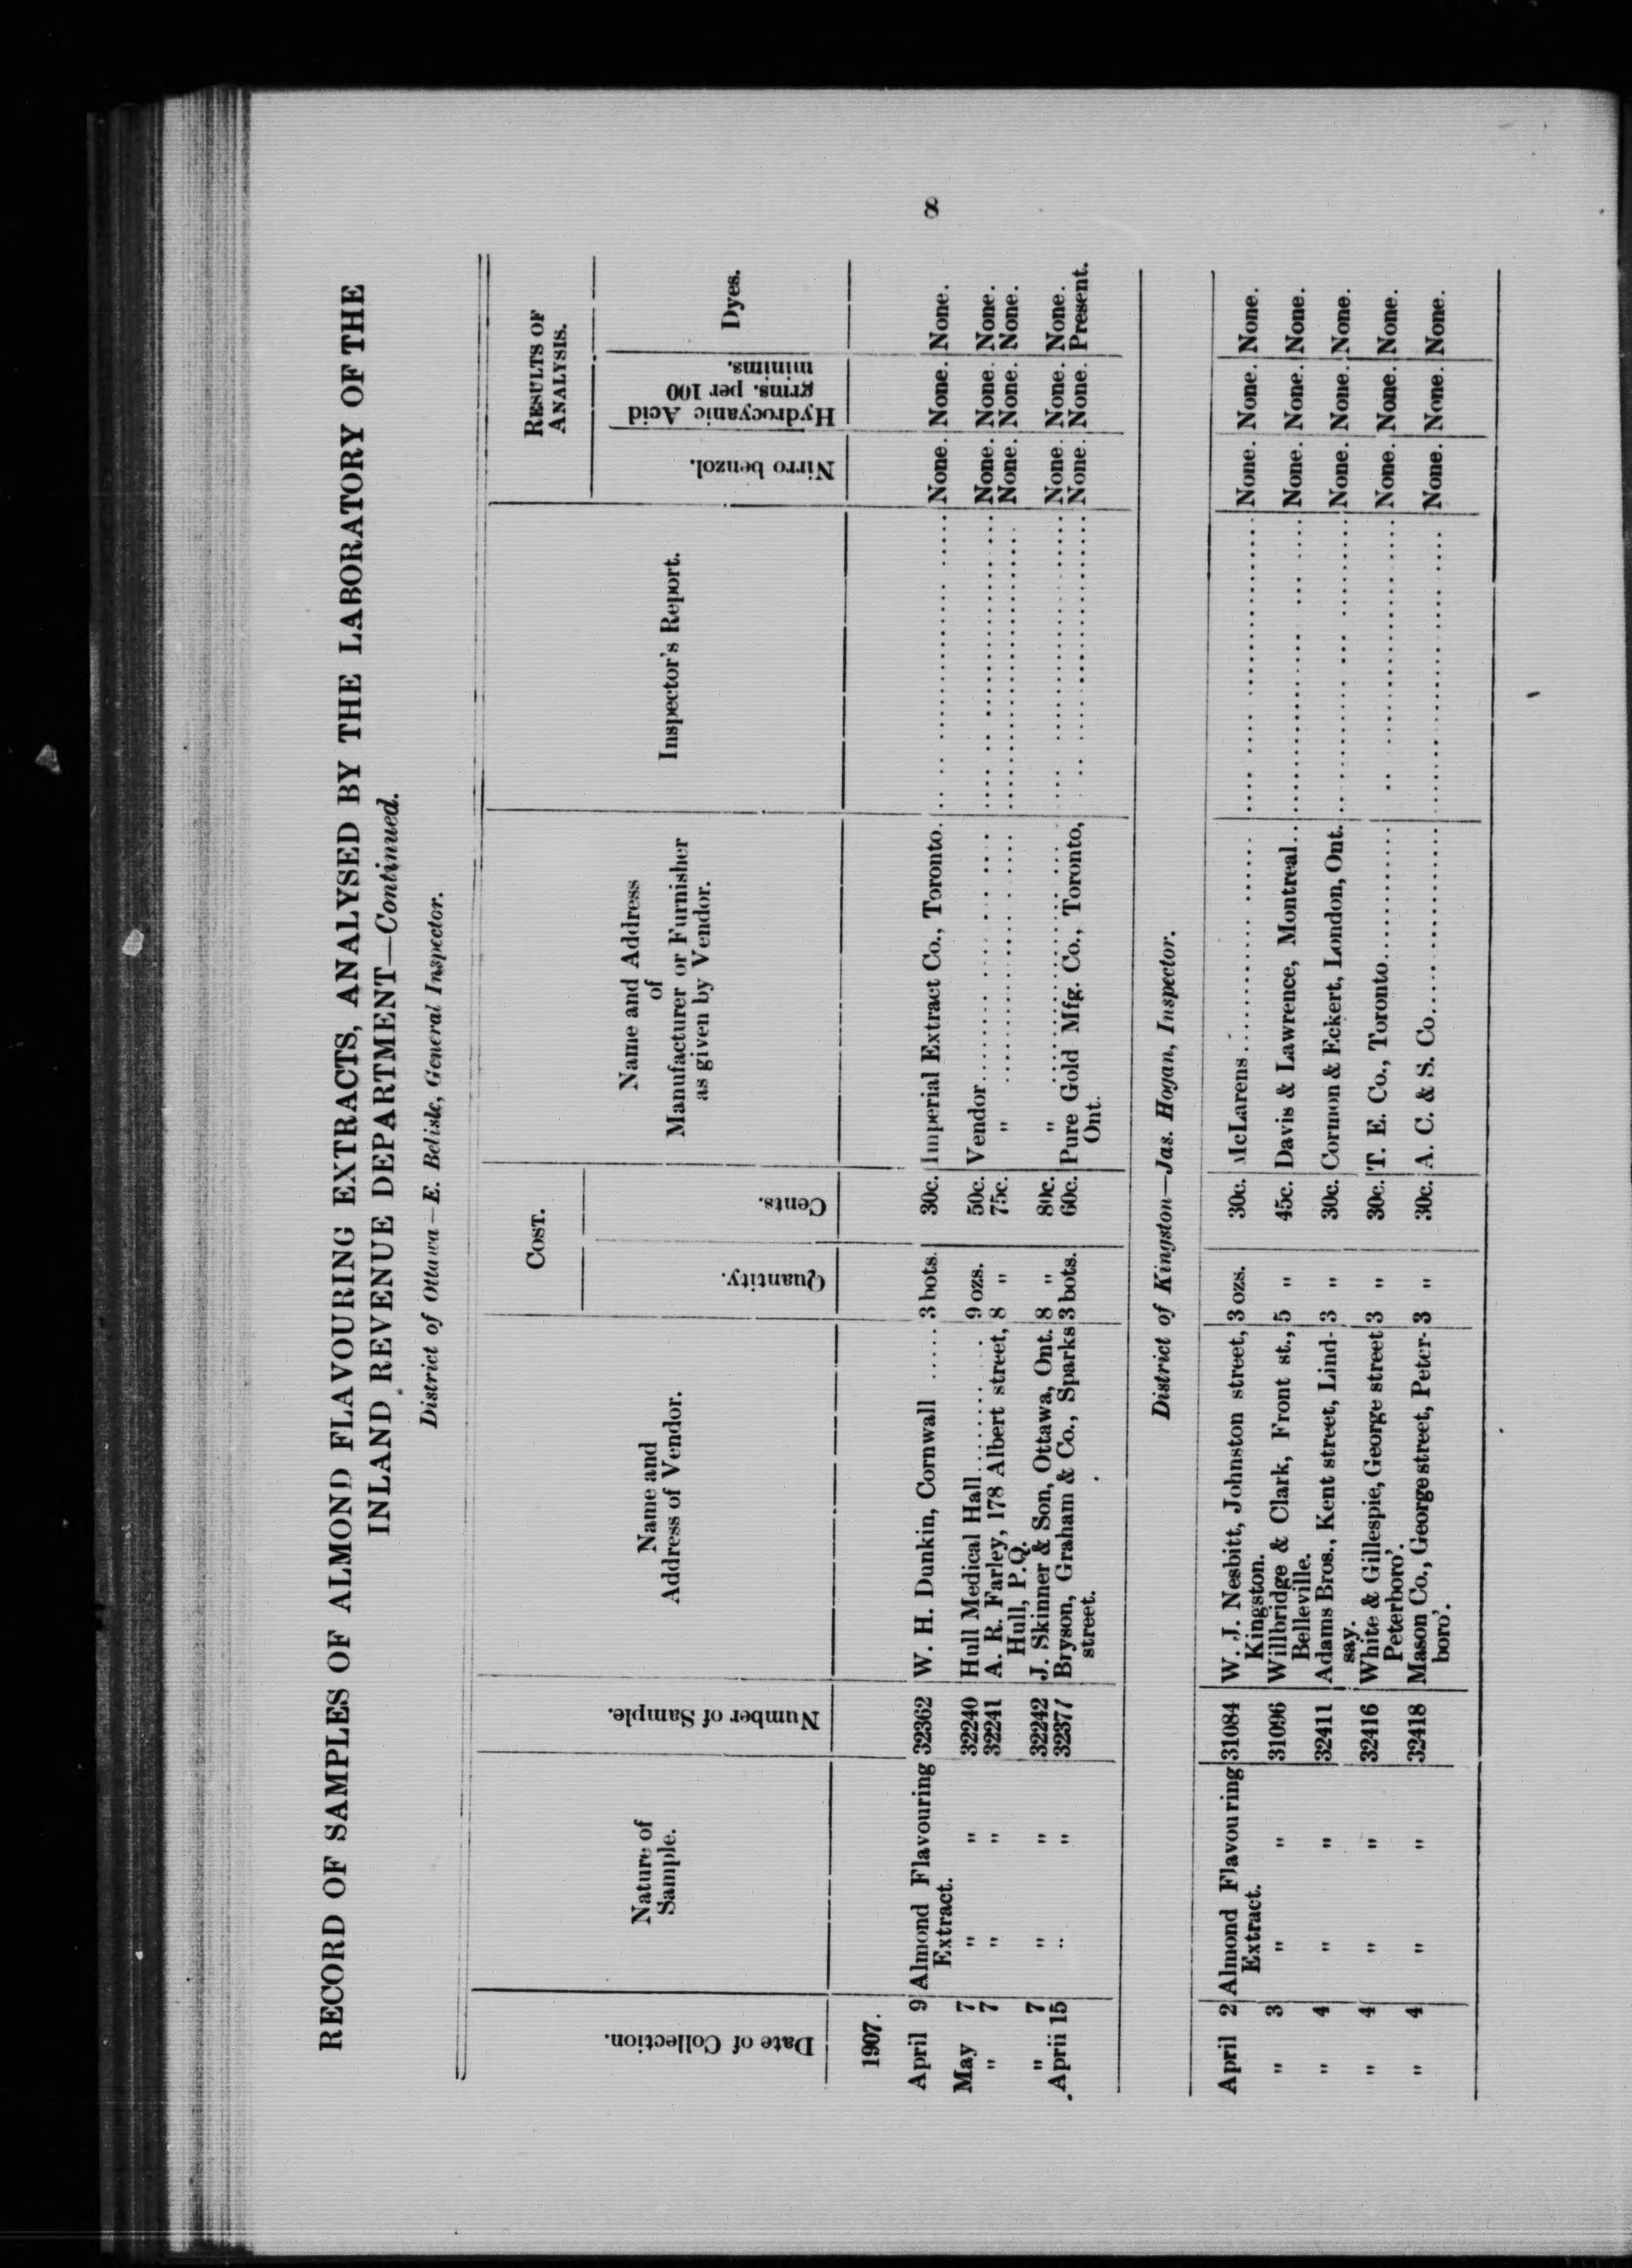 8
RECORD OF SAMPLES OF ALMOND FLAVOURING EXTRACTS, ANALYSED BY THE LABORATORY OF THE
INLAND REVENUE DEPARTMENT—Continued.
District of Ottawa—E. Belisle, General Inspector.
Date of Collection.
Nature of
Sample.
Number of Sample.
Name and
Address of Vendor.
COST.
Quantity.
Cents.
Name and Address
of
Manufacturer or Furnisher
as given by Vendor.
Inspector's Report.
RESULTS OF
ANALYSIS.
Nirro benzol.
Hydrocyanic Acid
grms. per 100
minims.
Dyes.
1907.
April 9 Almond Flavouring 32362 W. H. Dunkin, Cornwall ..... 3 bots. 30c. Imperial Extract Co., Toronto. None. None. None.
Extract.
May 7 " " 32240 Hull Medical Hall......... 9 ozs. 50c. Vendor........ None. None. None.
" 7 " " 32241 A. R. Farley, 178 Albert street, 8 " 75c. " ........ None. None. None.
Hull, P.Q.
" 7 " " 32242 J. Skinner & Son, Ottawa, Ont. 8 " 80c. " ........ None. None. None.
April 15 " " 32377 Bryson, Graham & Co., Sparks 3 bots. 60c. Pure Gold Mfg. Co., Toronto, None. None. Present.
street. Ont.
District of Kingston—Jas. Hogan, Inspector.
April 2 Almond Flavouring 31084 W. J. Nesbitt, Johnston street, 3 ozs. 30c. McLarens........ None. None. None.
Extract. Kingston.
" 3 " " 31096 Willbridge & Clark, Front st., 5 " 45c. Davis & Lawrence, Montreal.. None. None. None.
Belleville.
" 4 " " 32411 Adams Bros., Kent street, Lind- 3 " 30c. Cormon & Eckert, London, Ont. None. None. None.
say.
" 4 " " 32416 White & Gillespie, George street 3 " 30c. T. E. Co., Toronto........ None. None. None.
Peterboro'.
" 4 " " 32418 Mason Co., George street, Peter- 3 " 30c. A. C. & S. Co........ None. None. None.
boro'.